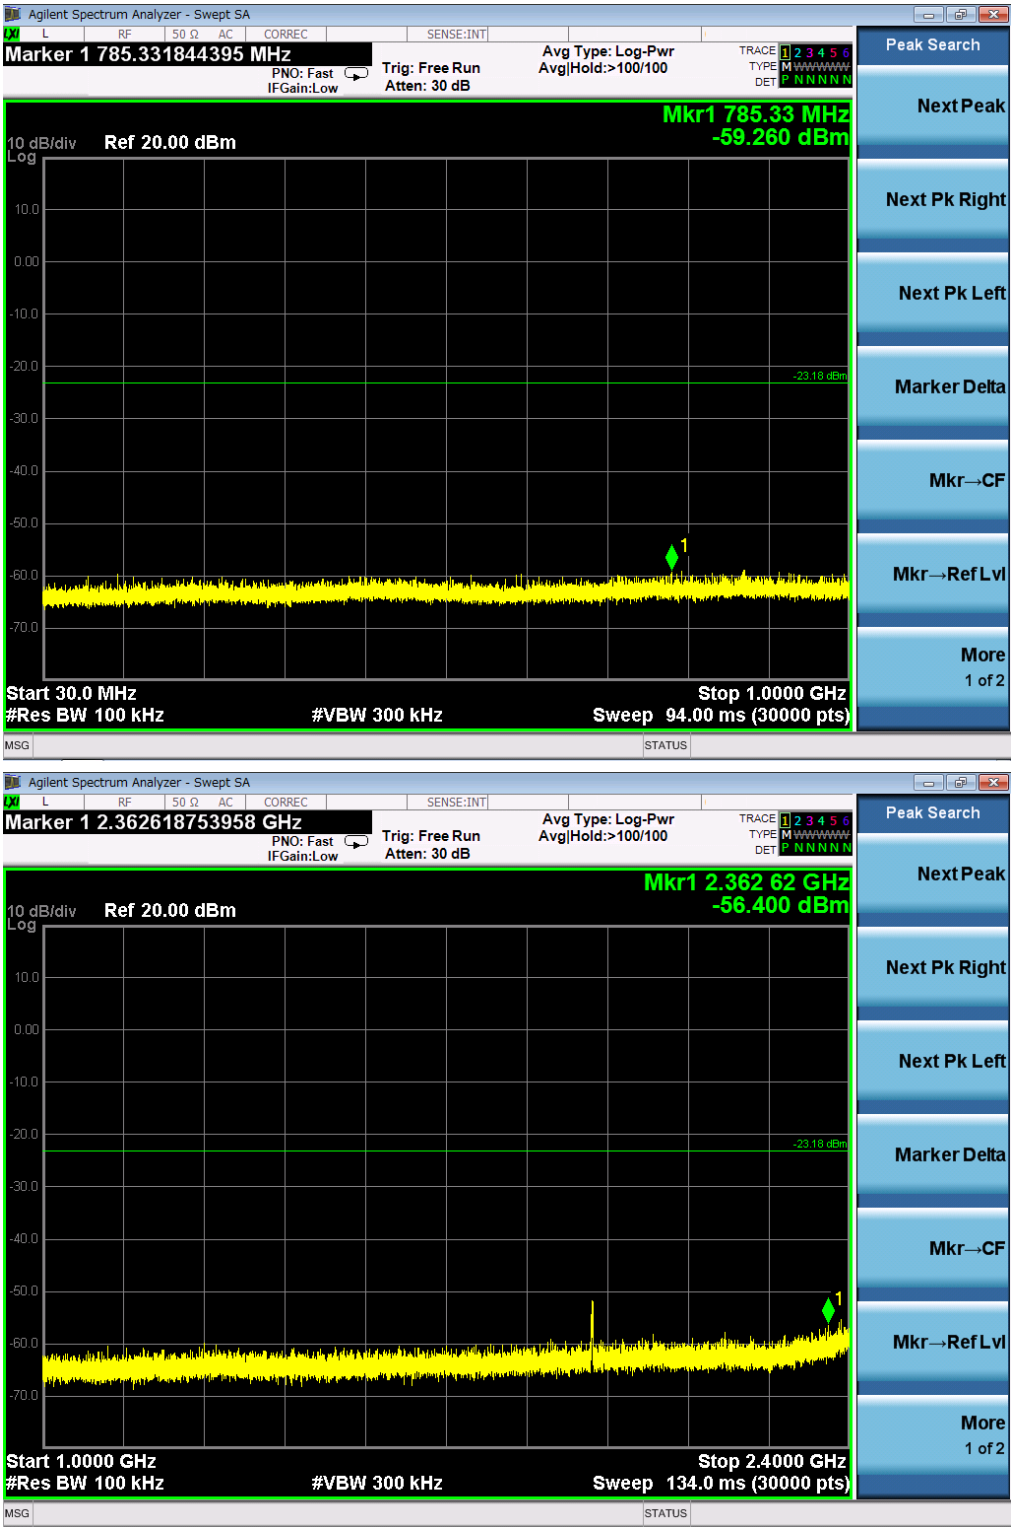 Agilent Spectrum Analyzer - Swept SA
LXI L RF 50 Ω AC CORREC SENSE:INT
Marker 1 785.331844395 MHz
PNO: Fast
IFGain:Low
Trig: Free Run
Atten: 30 dB
Avg Type: Log-Pwr
Avg|Hold:>100/100
TRACE 1 2 3 4 5 6
TYPE M WWWWW
DET P N N N N N
Mkr1 785.33 MHz
-59.260 dBm
10 dB/div Ref 20.00 dBm
Log
10.0
0.00
-10.0
-20.0
-23.18 dBm
-30.0
-40.0
-50.0
1
-60.0
-70.0
Start 30.0 MHz Stop 1.0000 GHz
#Res BW 100 kHz #VBW 300 kHz Sweep 94.00 ms (30000 pts)
MSG STATUS
Peak Search
Next Peak
Next Pk Right
Next Pk Left
Marker Delta
Mkr→CF
Mkr→Ref Lvl
More
1 of 2
Agilent Spectrum Analyzer - Swept SA
LXI L RF 50 Ω AC CORREC SENSE:INT
Marker 1 2.362618753958 GHz
PNO: Fast
IFGain:Low
Trig: Free Run
Atten: 30 dB
Avg Type: Log-Pwr
Avg|Hold:>100/100
TRACE 1 2 3 4 5 6
TYPE M WWWWW
DET P N N N N N
Mkr1 2.362 62 GHz
-56.400 dBm
10 dB/div Ref 20.00 dBm
Log
10.0
0.00
-10.0
-20.0
-23.18 dBm
-30.0
-40.0
-50.0
1
-60.0
-70.0
Start 1.0000 GHz Stop 2.4000 GHz
#Res BW 100 kHz #VBW 300 kHz Sweep 134.0 ms (30000 pts)
MSG STATUS
Peak Search
Next Peak
Next Pk Right
Next Pk Left
Marker Delta
Mkr→CF
Mkr→Ref Lvl
More
1 of 2